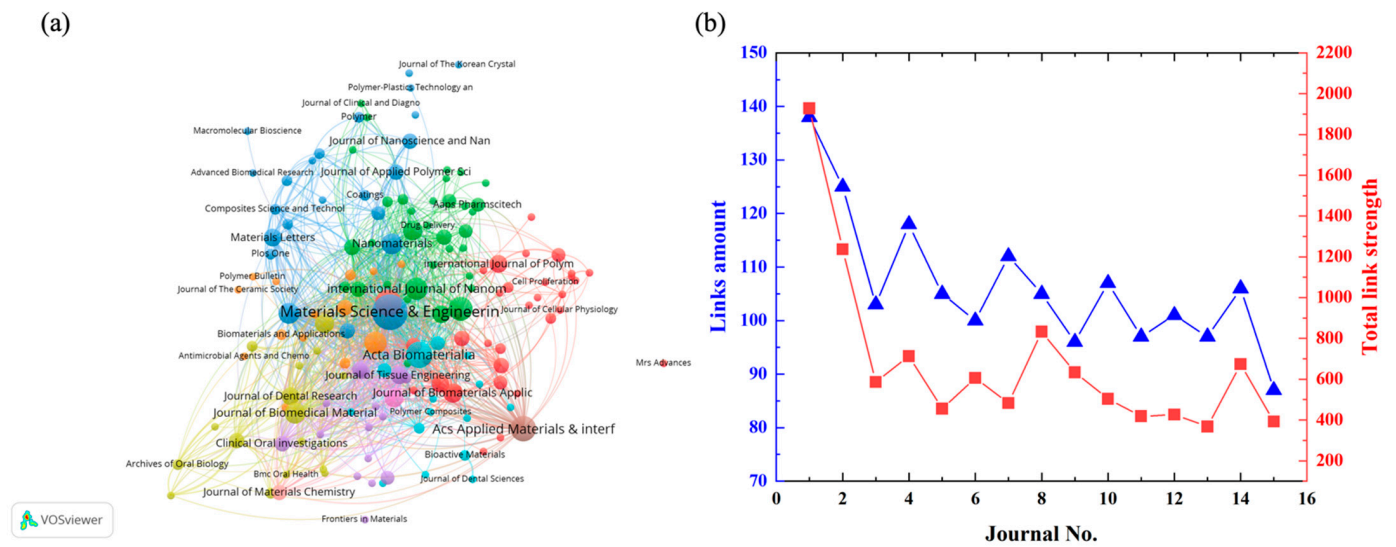 (a)
Journal of The Korean Crystal
Polymer-Plastics Technology an
Journal of Clinical and Diagno
Polymer
Macromolecular Bioscience
Journal of Nanoscience and Nan
Advanced Biomedical Research
Journal of Applied Polymer Sci
Coatings
Composites Science and Technol
Aaps Pharmscitech
Drug Delivery
Materials Letters
Nanomaterials
Plos One
international Journal of Polym
Polymer Bulletin
Cell Proliferation
Journal of The Ceramic Society
international Journal of Nanom
Materials Science & Engineerin
Journal of Cellular Physiology
Biomaterials and Applications
Antimicrobial Agents and Chemo
Acta Biomaterialia
Mrs Advances
Journal of Tissue Engineering
Journal of Dental Research
Journal of Biomaterials Applic
Journal of Biomedical Material
Polymer Composites
Acs Applied Materials & interf
Clinical Oral investigations
Bioactive Materials
Archives of Oral Biology
Bmc Oral Health
Journal of Dental Sciences
Journal of Materials Chemistry
Frontiers in Materials
VOSviewer
(b)
150
140
130
120
110
100
90
80
70
Links amount
2200
2000
1800
1600
1400
1200
1000
800
600
400
200
Total link strength
0 2 4 6 8 10 12 14 16
Journal No.